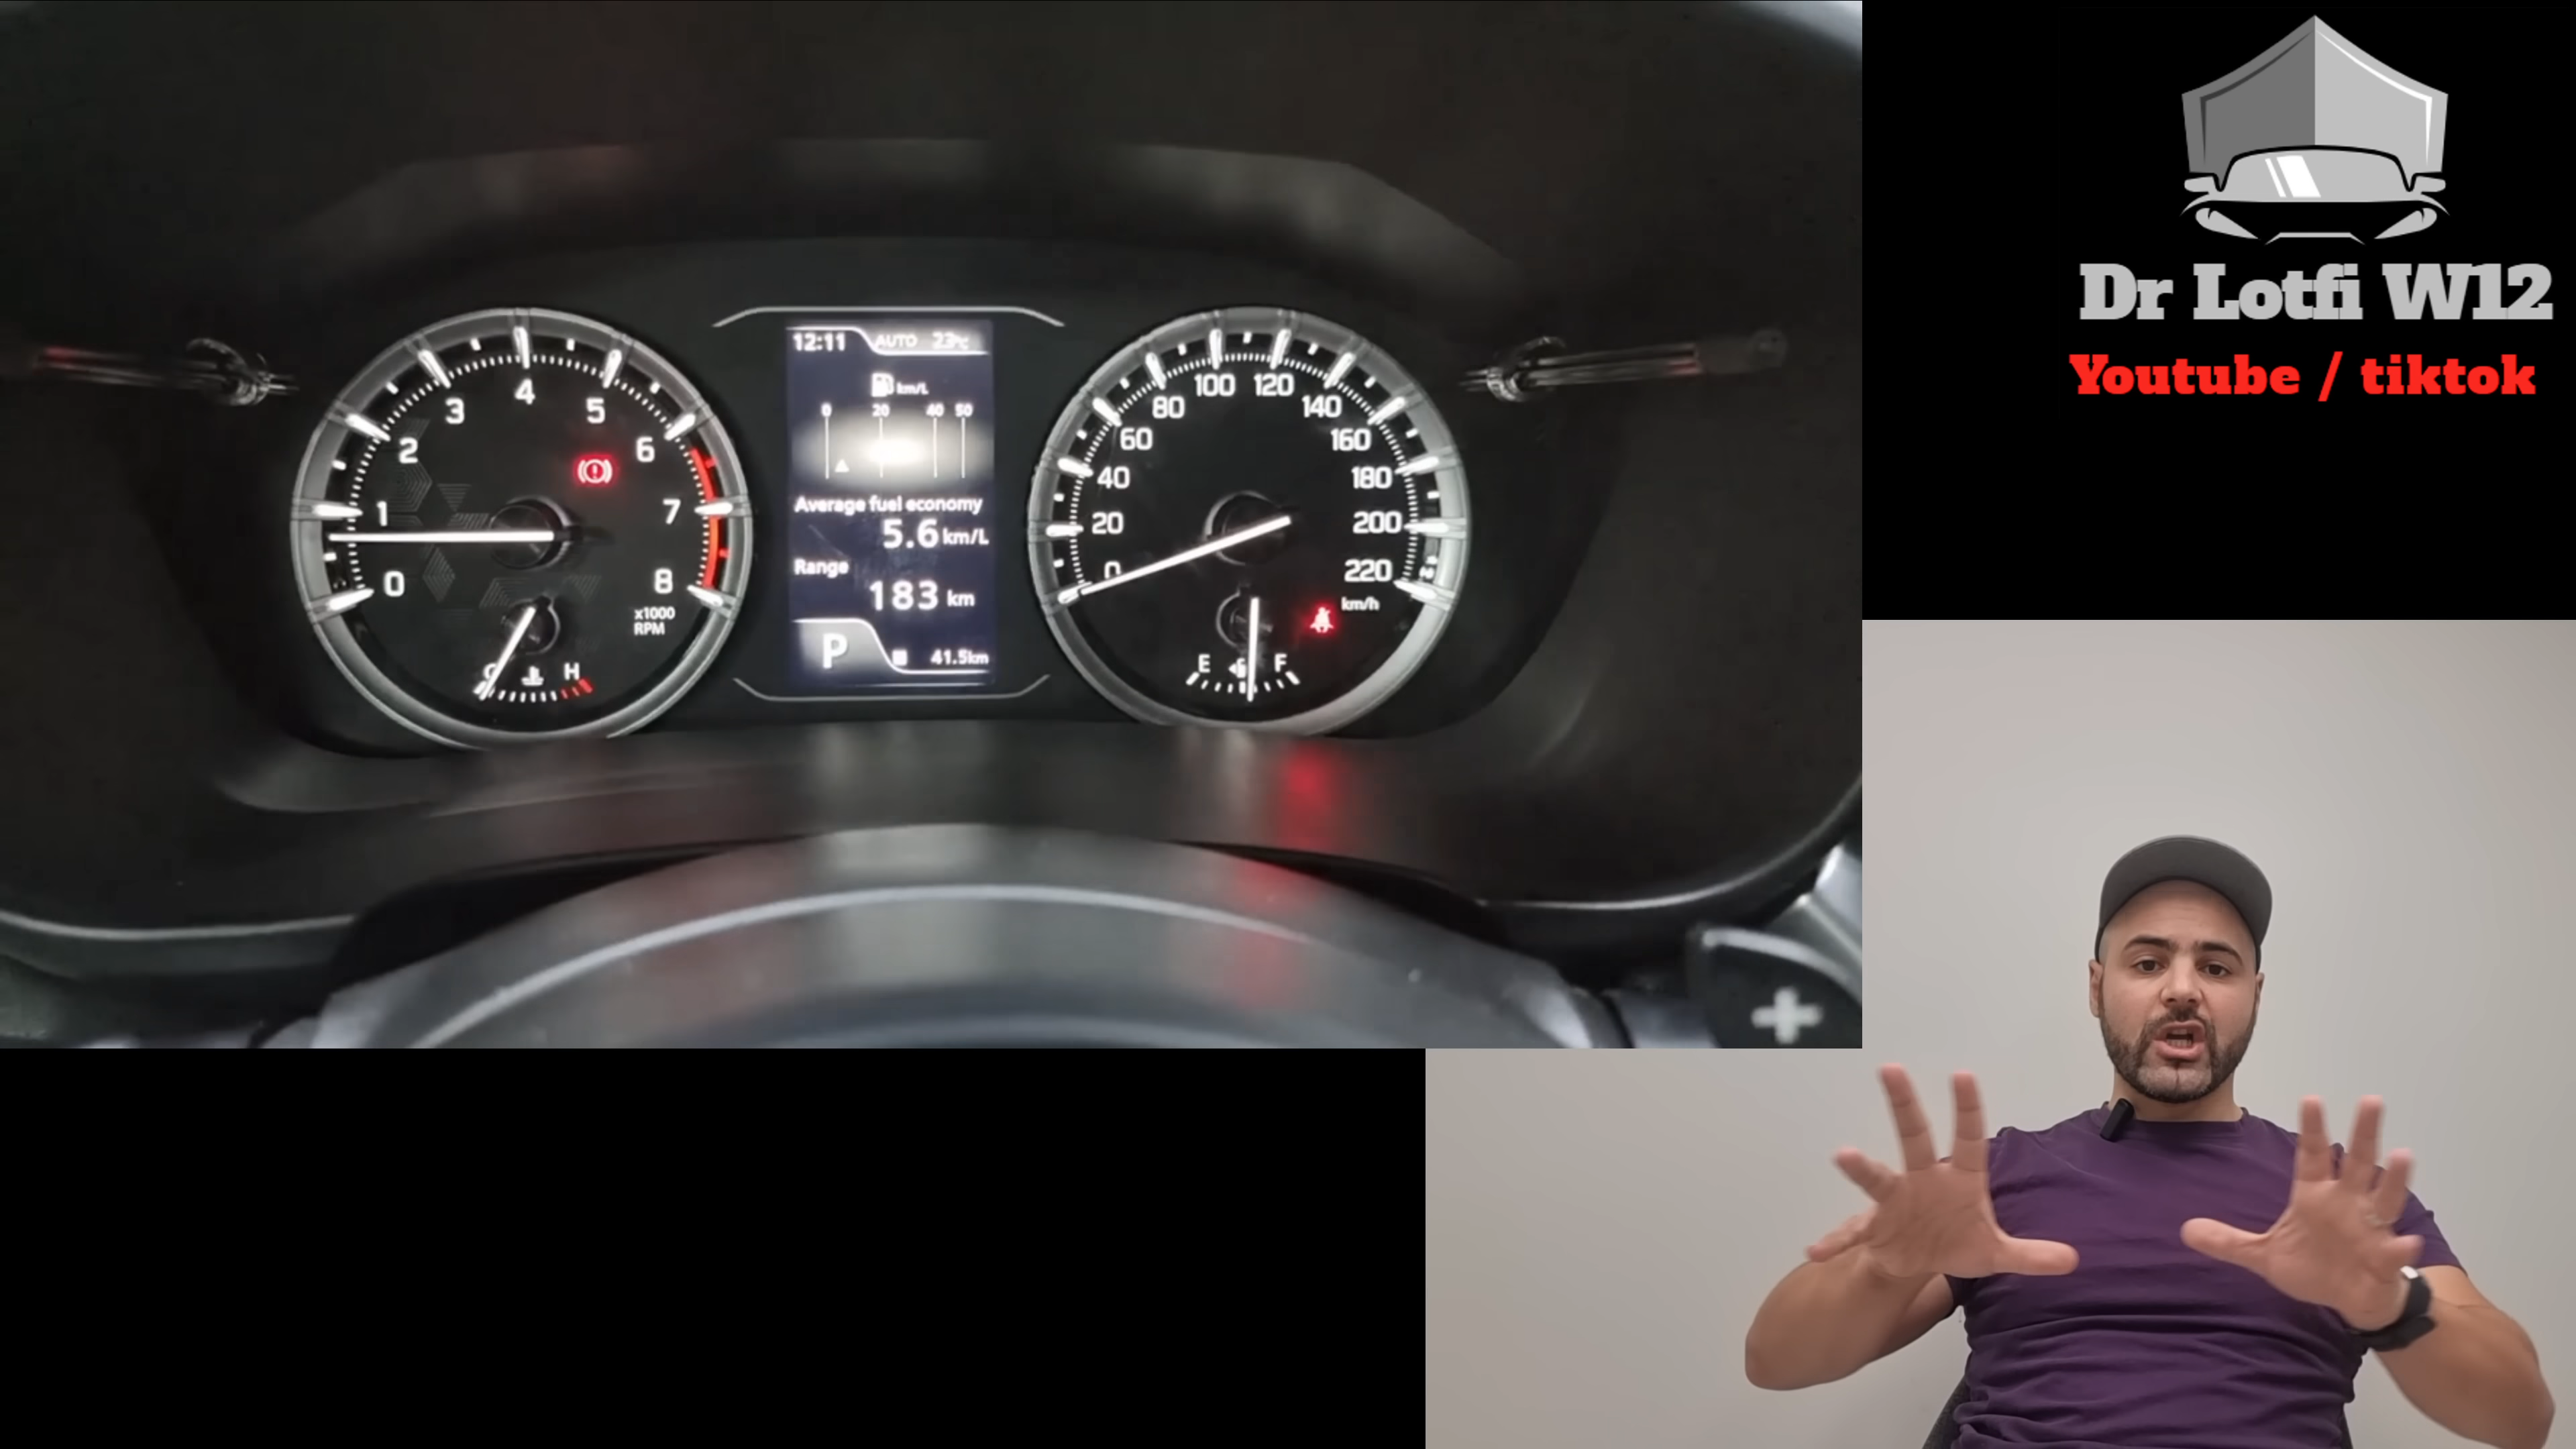 Dr Lotfi W12
Youtube / tiktok
12:11 AUTO 23°C
km/L
0 20 40 50
Average fuel economy
5.6 km/L
Range
183 km
P 41.5km
0 1 2 3 4 5 6 7 8
x1000
RPM
C H
0 20 40 60 80 100 120 140 160 180 200 220
km/h
E F